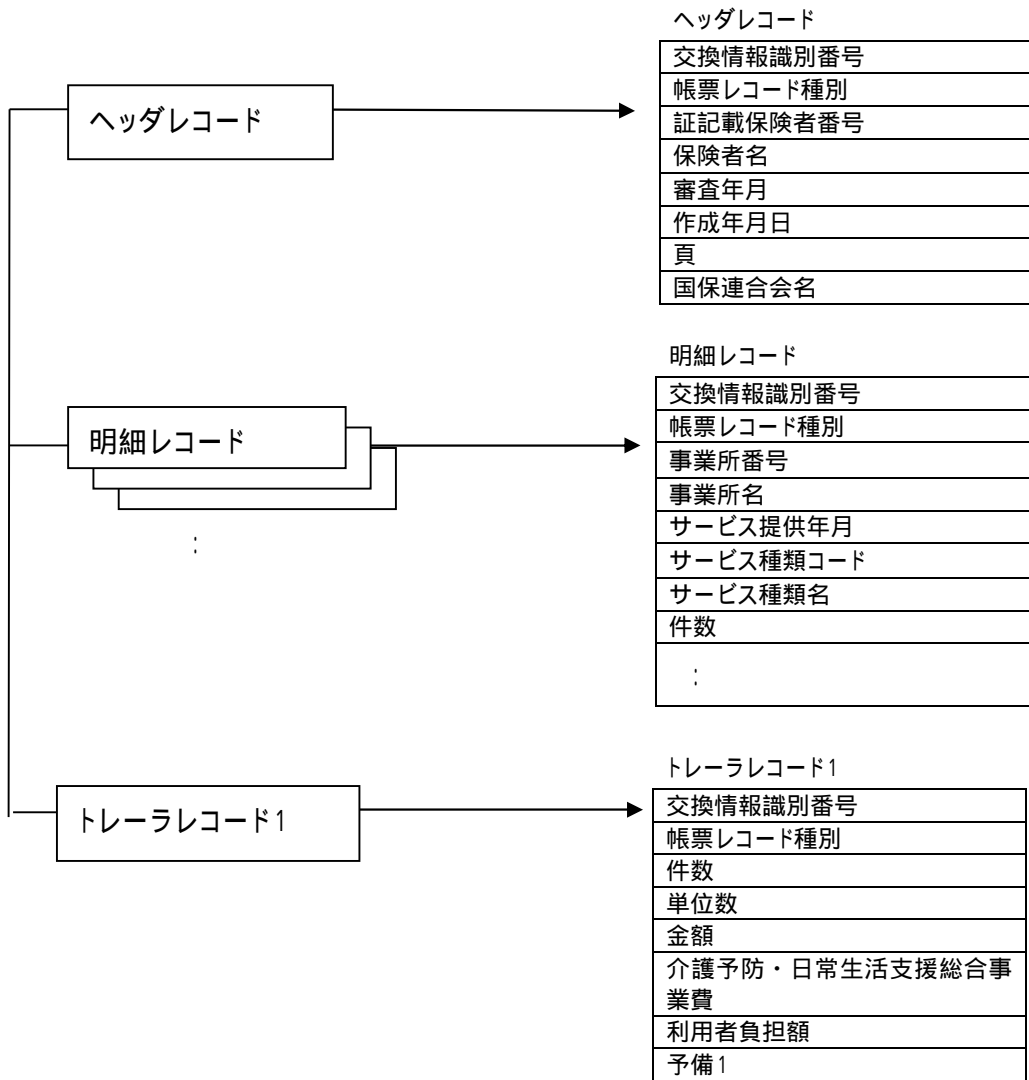 ヘッダレコード
ヘッダレコード
交換情報識別番号
帳票レコード種別
証記載保険者番号
保険者名
審査年月
作成年月日
頁
国保連合会名
明細レコード
:
明細レコード
交換情報識別番号
帳票レコード種別
事業所番号
事業所名
サービス提供年月
サービス種類コード
サービス種類名
件数
:
トレーラレコード1
トレーラレコード1
交換情報識別番号
帳票レコード種別
件数
単位数
金額
介護予防・日常生活支援総合事
業費
利用者負担額
予備1